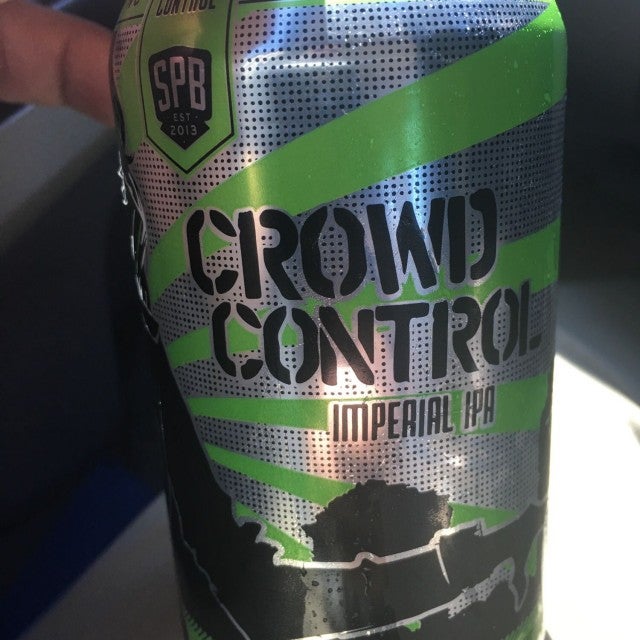 CONTROL
SPB
EST
2013
CROWD
CONTROL
IMPERIAL IPA